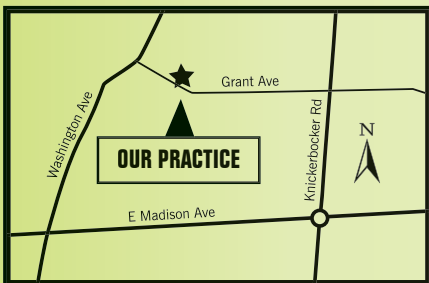 Grant Ave
Washington Ave
Knickerbocker Rd
N
OUR PRACTICE
E Madison Ave